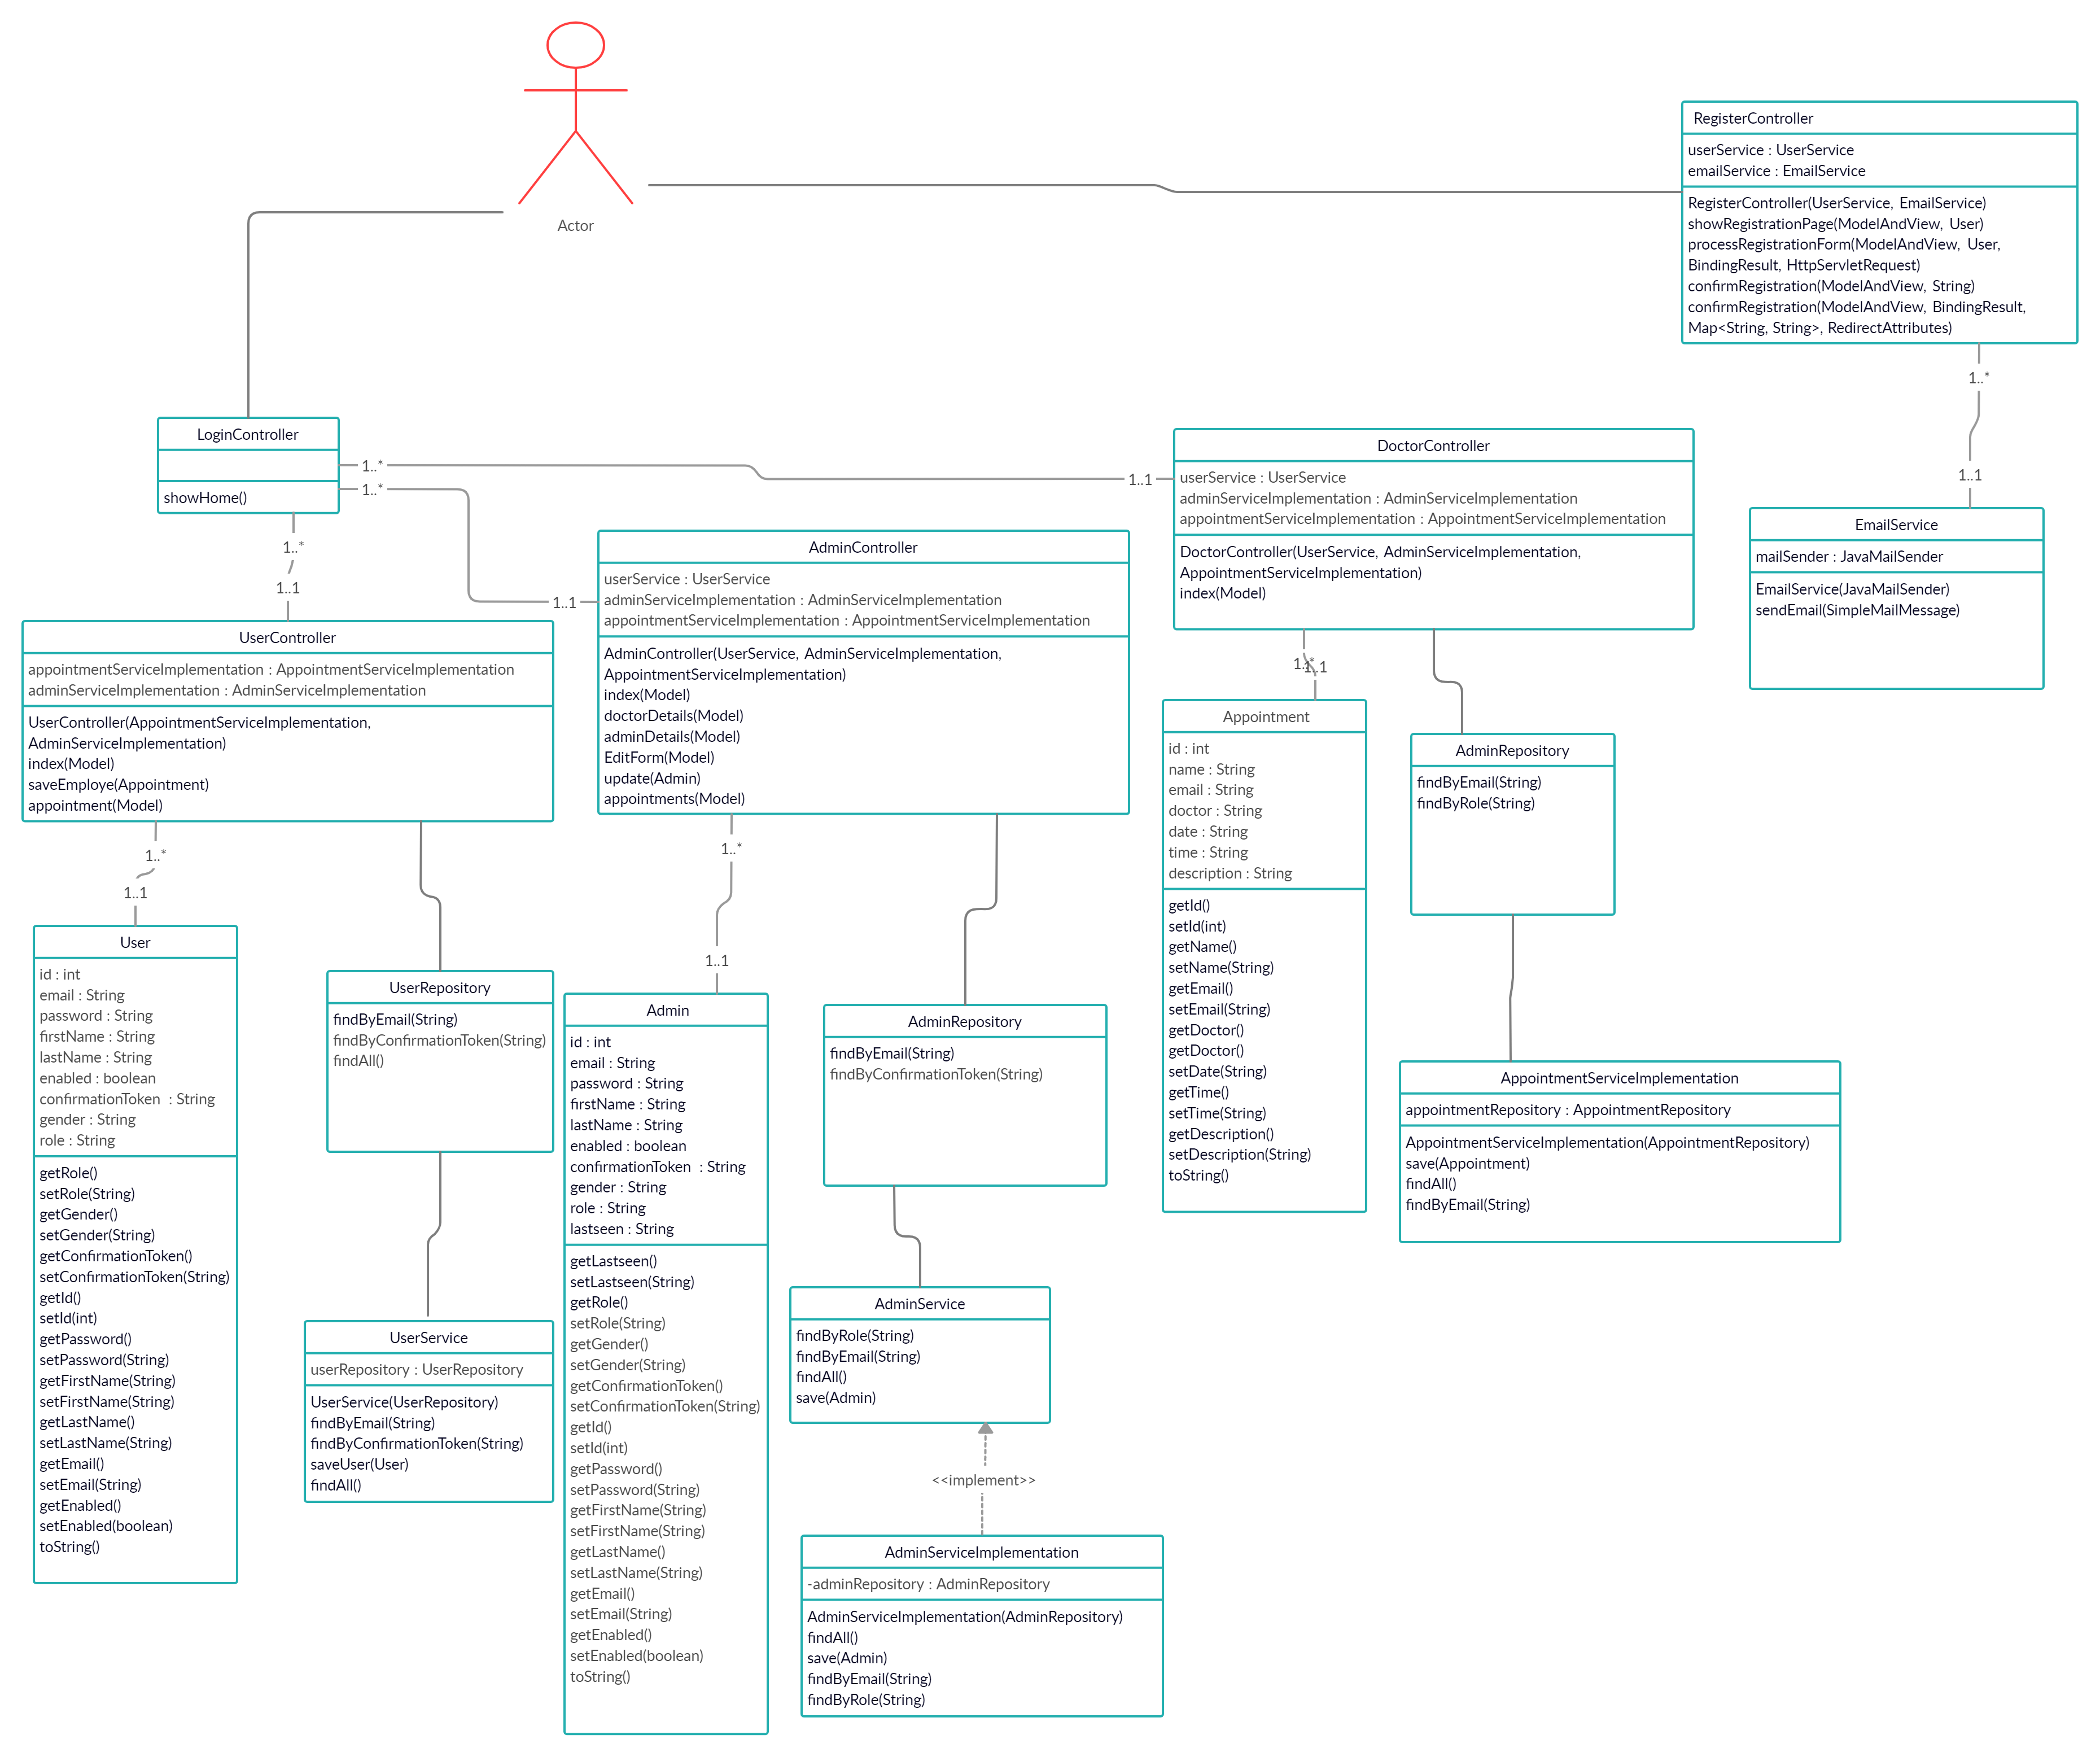 Actor
RegisterController
userService : UserService
emailService : EmailService
RegisterController(UserService, EmailService)
showRegistrationPage(ModelAndView, User)
processRegistrationForm(ModelAndView, User,
BindingResult, HttpServletRequest)
confirmRegistration(ModelAndView, String)
confirmRegistration(ModelAndView, BindingResult,
Map<String, String>, RedirectAttributes)
1..*
1..1
EmailService
mailSender : JavaMailSender
EmailService(JavaMailSender)
sendEmail(SimpleMailMessage)
LoginController
showHome()
1..*
1..1
1..*
1..1
1..*
1..1
DoctorController
userService : UserService
adminServiceImplementation : AdminServiceImplementation
appointmentServiceImplementation : AppointmentServiceImplementation
DoctorController(UserService, AdminServiceImplementation,
AppointmentServiceImplementation)
index(Model)
1..*
1..1
AdminController
userService : UserService
adminServiceImplementation : AdminServiceImplementation
appointmentServiceImplementation : AppointmentServiceImplementation
AdminController(UserService, AdminServiceImplementation,
AppointmentServiceImplementation)
index(Model)
doctorDetails(Model)
adminDetails(Model)
EditForm(Model)
update(Admin)
appointments(Model)
1..*
1..1
UserController
appointmentServiceImplementation : AppointmentServiceImplementation
adminServiceImplementation : AdminServiceImplementation
UserController(AppointmentServiceImplementation,
AdminServiceImplementation)
index(Model)
saveEmploye(Appointment)
appointment(Model)
1..*
1..1
User
id : int
email : String
password : String
firstName : String
lastName : String
enabled : boolean
confirmationToken : String
gender : String
role : String
getRole()
setRole(String)
getGender()
setGender(String)
getConfirmationToken()
setConfirmationToken(String)
getId()
setId(int)
getPassword()
setPassword(String)
getFirstName(String)
setFirstName(String)
getLastName()
setLastName(String)
getEmail()
setEmail(String)
getEnabled()
setEnabled(boolean)
toString()
UserRepository
findByEmail(String)
findByConfirmationToken(String)
findAll()
UserService
userRepository : UserRepository
UserService(UserRepository)
findByEmail(String)
findByConfirmationToken(String)
saveUser(User)
findAll()
Admin
id : int
email : String
password : String
firstName : String
lastName : String
enabled : boolean
confirmationToken : String
gender : String
role : String
lastseen : String
getLastseen()
setLastseen(String)
getRole()
setRole(String)
getGender()
setGender(String)
getConfirmationToken()
setConfirmationToken(String)
getId()
setId(int)
getPassword()
setPassword(String)
getFirstName(String)
setFirstName(String)
getLastName()
setLastName(String)
getEmail()
setEmail(String)
getEnabled()
setEnabled(boolean)
toString()
AdminRepository
findByEmail(String)
findByConfirmationToken(String)
AdminService
findByRole(String)
findByEmail(String)
findAll()
save(Admin)
<<implement>>
AdminServiceImplementation
-adminRepository : AdminRepository
AdminServiceImplementation(AdminRepository)
findAll()
save(Admin)
findByEmail(String)
findByRole(String)
Appointment
id : int
name : String
email : String
doctor : String
date : String
time : String
description : String
getId()
setId(int)
getName()
setName(String)
getEmail()
setEmail(String)
getDoctor()
getDoctor()
setDate(String)
getTime()
setTime(String)
getDescription()
setDescription(String)
toString()
AdminRepository
findByEmail(String)
findByRole(String)
AppointmentServiceImplementation
appointmentRepository : AppointmentRepository
AppointmentServiceImplementation(AppointmentRepository)
save(Appointment)
findAll()
findByEmail(String)